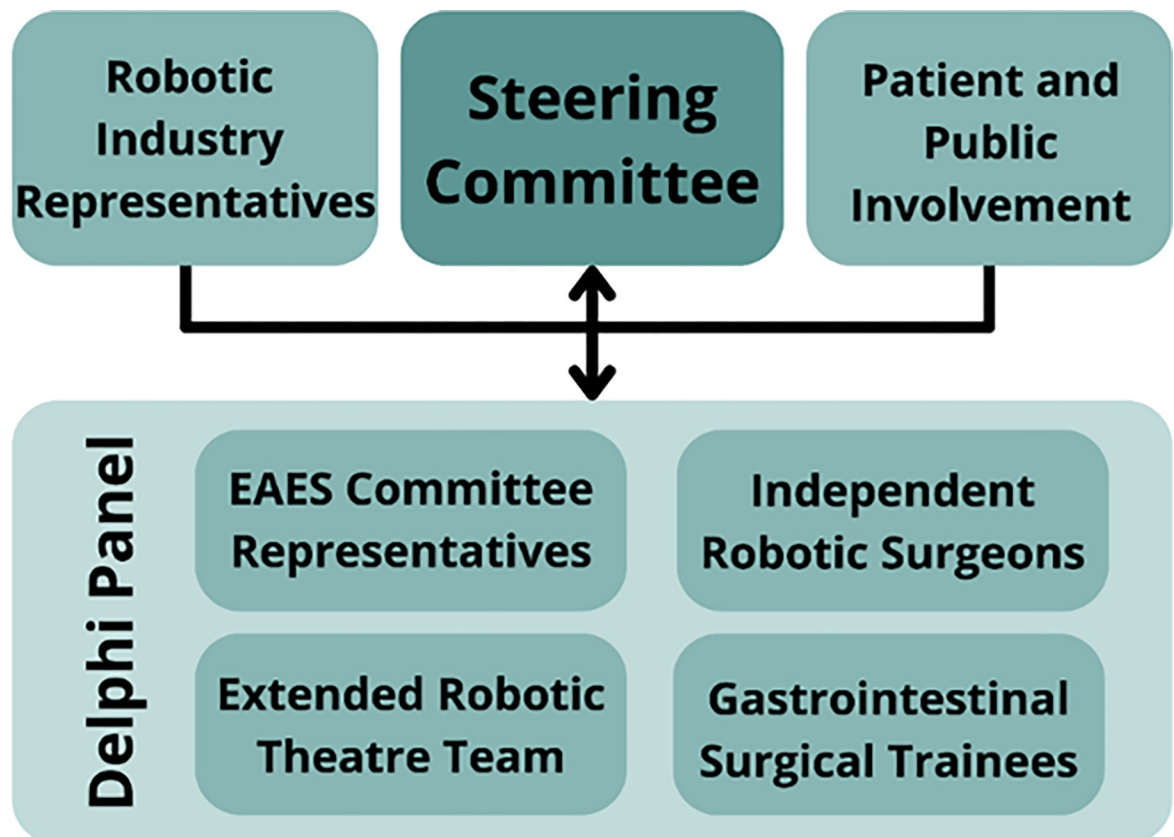 Robotic
Industry
Representatives
Steering
Committee
Patient and
Public
Involvement
Delphi Panel
EAES Committee
Representatives
Independent
Robotic Surgeons
Extended Robotic
Theatre Team
Gastrointestinal
Surgical Trainees